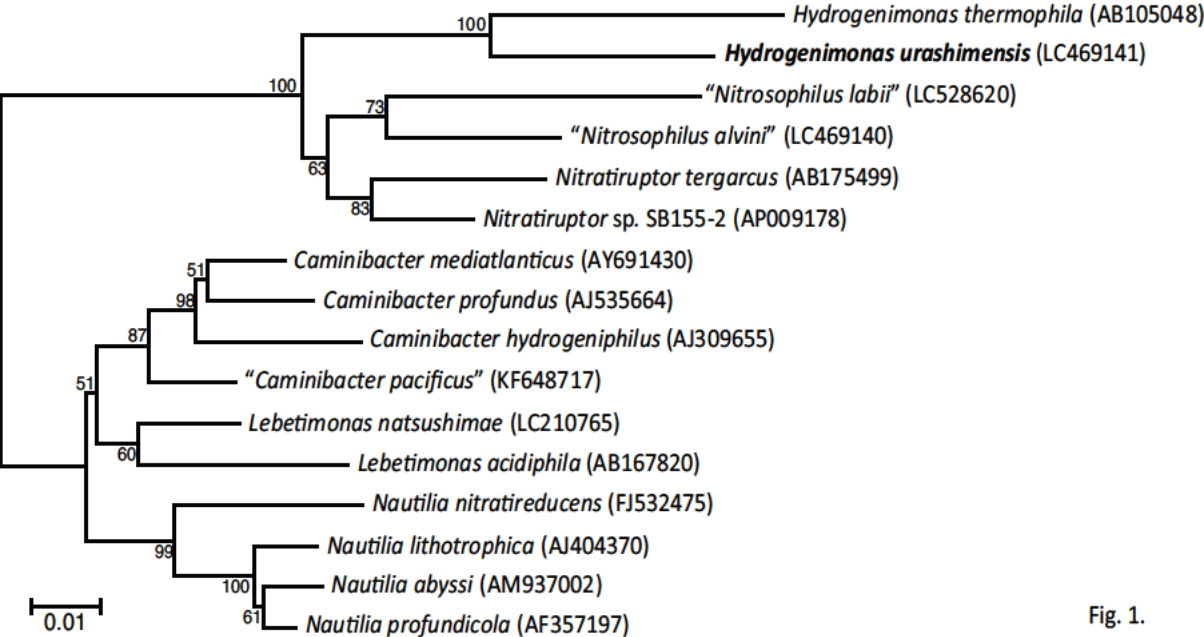 100
Hydrogenimonas thermophila (AB105048)
Hydrogenimonas urashimensis (LC469141)
100
73
“Nitrosophilus labii” (LC528620)
“Nitrosophilus alvini” (LC469140)
63
Nitratiruptor tergarcus (AB175499)
83
Nitratiruptor sp. SB155-2 (AP009178)
51
Caminibacter mediatlanticus (AY691430)
98
Caminibacter profundus (AJ535664)
87
Caminibacter hydrogeniphilus (AJ309655)
51
“Caminibacter pacificus” (KF648717)
Lebetimonas natsushimae (LC210765)
60
Lebetimonas acidiphila (AB167820)
Nautilia nitratireducens (FJ532475)
99
Nautilia lithotrophica (AJ404370)
100
Nautilia abyssi (AM937002)
61
Nautilia profundicola (AF357197)
0.01
Fig. 1.